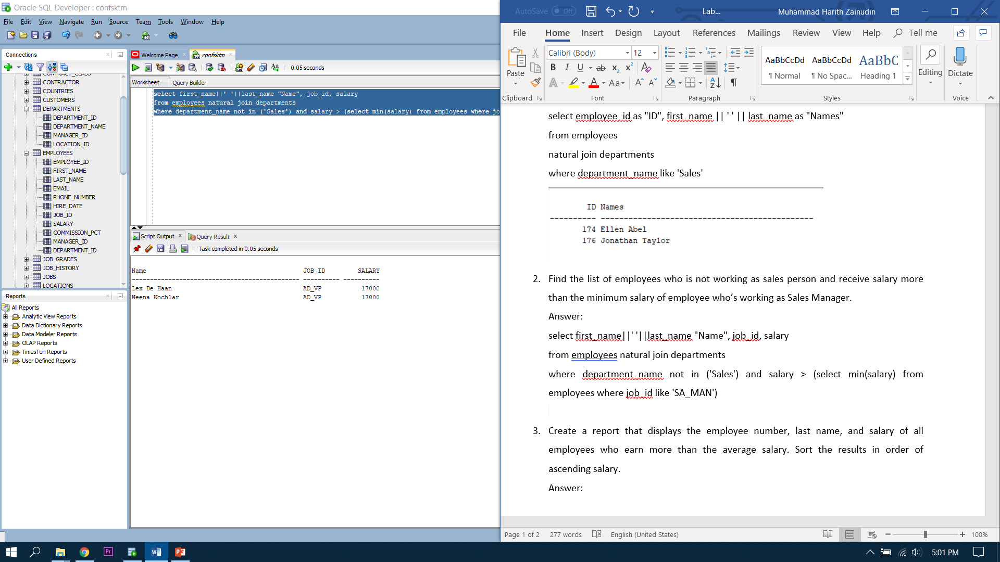 Oracle SQL Developer : confsktm
File Edit View Navigate Run Source Team Tools Window Help
Connections
CONTRACT_CLASS
CONTRACTOR
COUNTRIES
CUSTOMERS
DEPARTMENTS
DEPARTMENT_ID
DEPARTMENT_NAME
MANAGER_ID
LOCATION_ID
EMPLOYEES
EMPLOYEE_ID
FIRST_NAME
LAST_NAME
EMAIL
PHONE_NUMBER
HIRE_DATE
JOB_ID
SALARY
COMMISSION_PCT
MANAGER_ID
DEPARTMENT_ID
JOB_GRADES
JOB_HISTORY
JOBS
LOCATIONS
Reports
All Reports
Analytic View Reports
Data Dictionary Reports
Data Modeler Reports
OLAP Reports
TimesTen Reports
User Defined Reports
Welcome Page confsktm
0.05 seconds
Worksheet Query Builder
select first_name||' '||last_name "Name", job_id, salary
from employees natural join departments
where department_name not in ('Sales') and salary > (select min(salary) from employees where jo
Script Output Query Result
Task completed in 0.05 seconds
Name JOB_ID SALARY
------------------------------------------------ ---------- ----------
Lex De Haan AD_VP 17000
Neena Kochlar AD_VP 17000
AutoSave Off Lab... Muhammad Harith Zainudin
File Home Insert Design Layout References Mailings Review View Help Tell me
Paste Calibri (Body) 12 AaBbCcDd AaBbCcDd AaBbC Editing Dictate
B I U ab x₂ x² Aa ¶ Normal ¶ No Spac... Heading 1
Clipboard Font Paragraph Styles Voice
select employee_id as "ID", first_name || ' ' || last_name as "Names"
from employees
natural join departments
where department_name like 'Sales'
ID Names
---------- ----------------------------------------------
174 Ellen Abel
176 Jonathan Taylor
2. Find the list of employees who is not working as sales person and receive salary more
than the minimum salary of employee who’s working as Sales Manager.
Answer:
select first_name||' '||last_name "Name", job_id, salary
from employees natural join departments
where department_name not in ('Sales') and salary > (select min(salary) from
employees where job_id like 'SA_MAN')
3. Create a report that displays the employee number, last name, and salary of all
employees who earn more than the average salary. Sort the results in order of
ascending salary.
Answer:
Page 1 of 2 277 words English (United States) 100%
5:01 PM